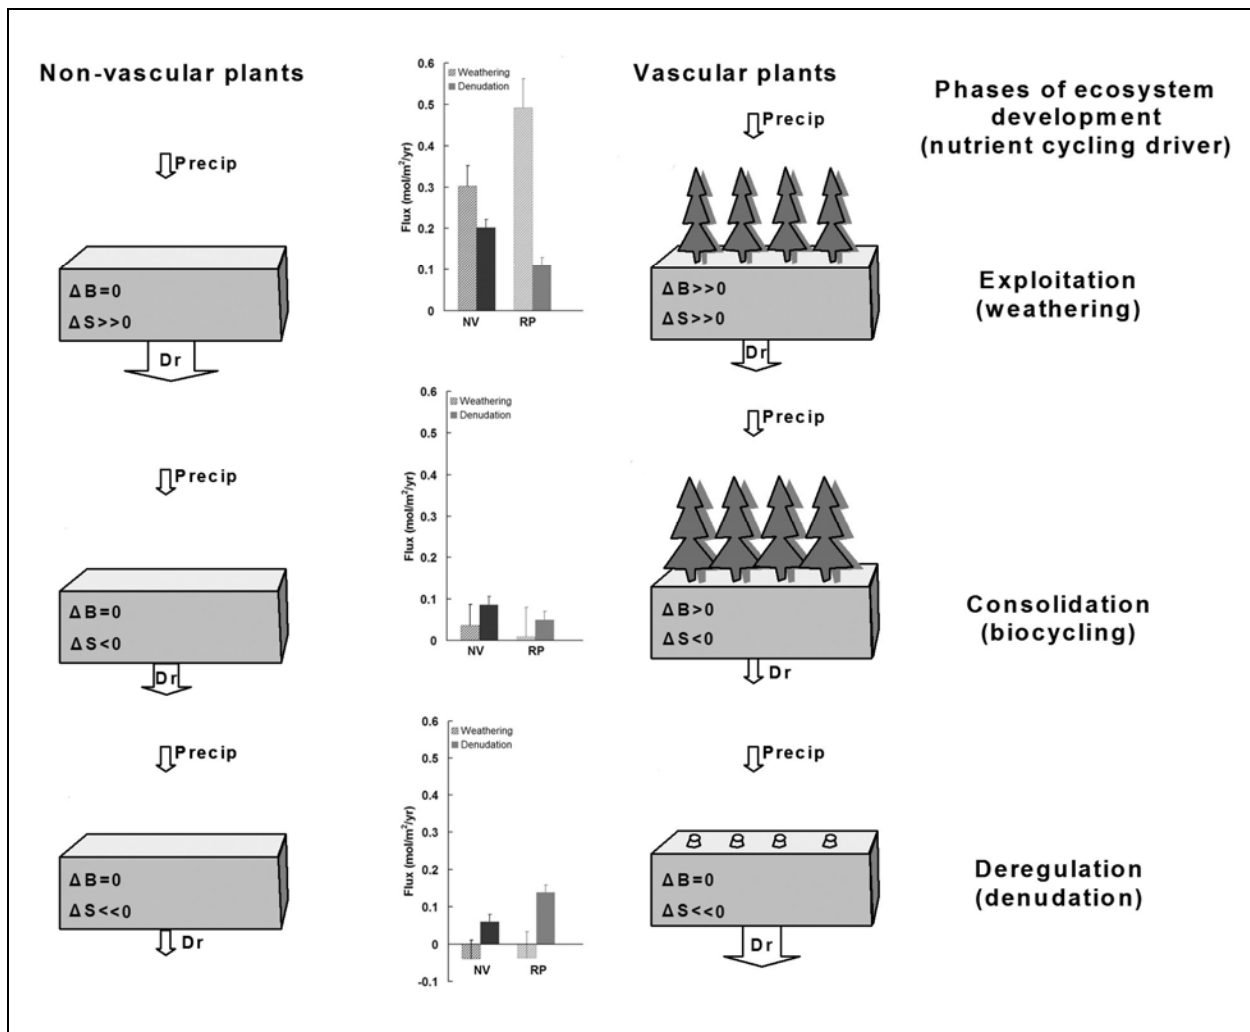 Non-vascular plants
Vascular plants
Phases of ecosystem
development
(nutrient cycling driver)
Precip
ΔB=0
ΔS>>0
Dr
0.6
0.5
0.4
0.3
0.2
0.1
0
Flux (mol/m²/yr)
Weathering
Denudation
NV
RP
Precip
ΔB>>0
ΔS>>0
Dr
Exploitation
(weathering)
Precip
ΔB=0
ΔS<0
Dr
0.6
0.5
0.4
0.3
0.2
0.1
0
Flux (mol/m²/yr)
Weathering
Denudation
NV
RP
Precip
ΔB>0
ΔS<0
Dr
Consolidation
(biocycling)
Precip
ΔB=0
ΔS<<0
Dr
0.6
0.5
0.4
0.3
0.2
0.1
0
-0.1
Flux (mol/m²/yr)
Weathering
Denudation
NV
RP
Precip
ΔB=0
ΔS<<0
Dr
Deregulation
(denudation)